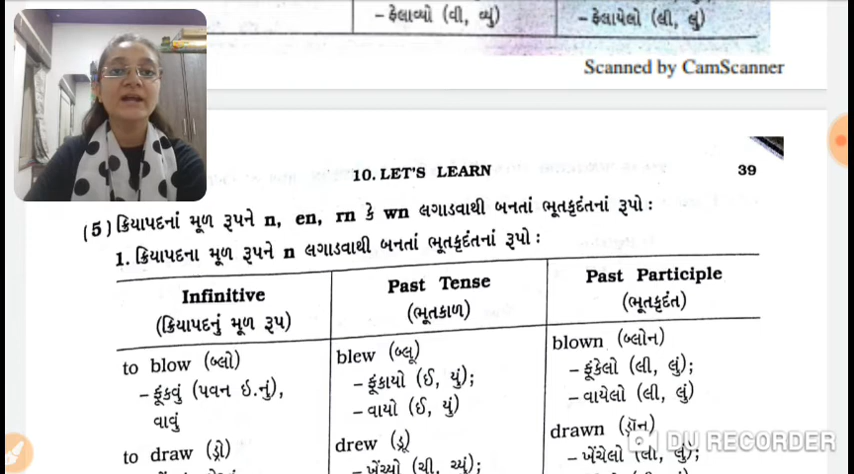 - ફેલાવ્યો (વી, વ્યું)
- ફેલાયેલો (લી, લું)
Scanned by CamScanner
10. LET'S LEARN
39
(5) ક્રિયાપદનાં મૂળ રૂપને n, en, rn કે wn લગાડવાથી બનતાં ભૂતકૃદંતનાં રૂપો :
1. ક્રિયાપદના મૂળ રૂપને n લગાડવાથી બનતાં ભૂતકૃદંતનાં રૂપો :
Infinitive
(ક્રિયાપદનું મૂળ રૂપ)
Past Tense
(ભૂતકાળ)
Past Participle
(ભૂતકૃદંત)
to blow (બ્લો)
- ફૂંકવું (પવન ઇ.નું),
વાવું
blew (બ્લૂ)
- ફૂંકાયો (ઈ, યું);
- વાયો (ઈ, યું)
blown (બ્લોન)
- ફૂંકેલો (લી, લું);
- વાયેલો (લી, લું)
to draw (ડ્રો)
drew (ડ્રૂ)
- ખેંચ્યો (ચી, ચ્યું);
drawn (ડ્રૉન)
- ખેંચેલો (લી, લું);
DU RECORDER